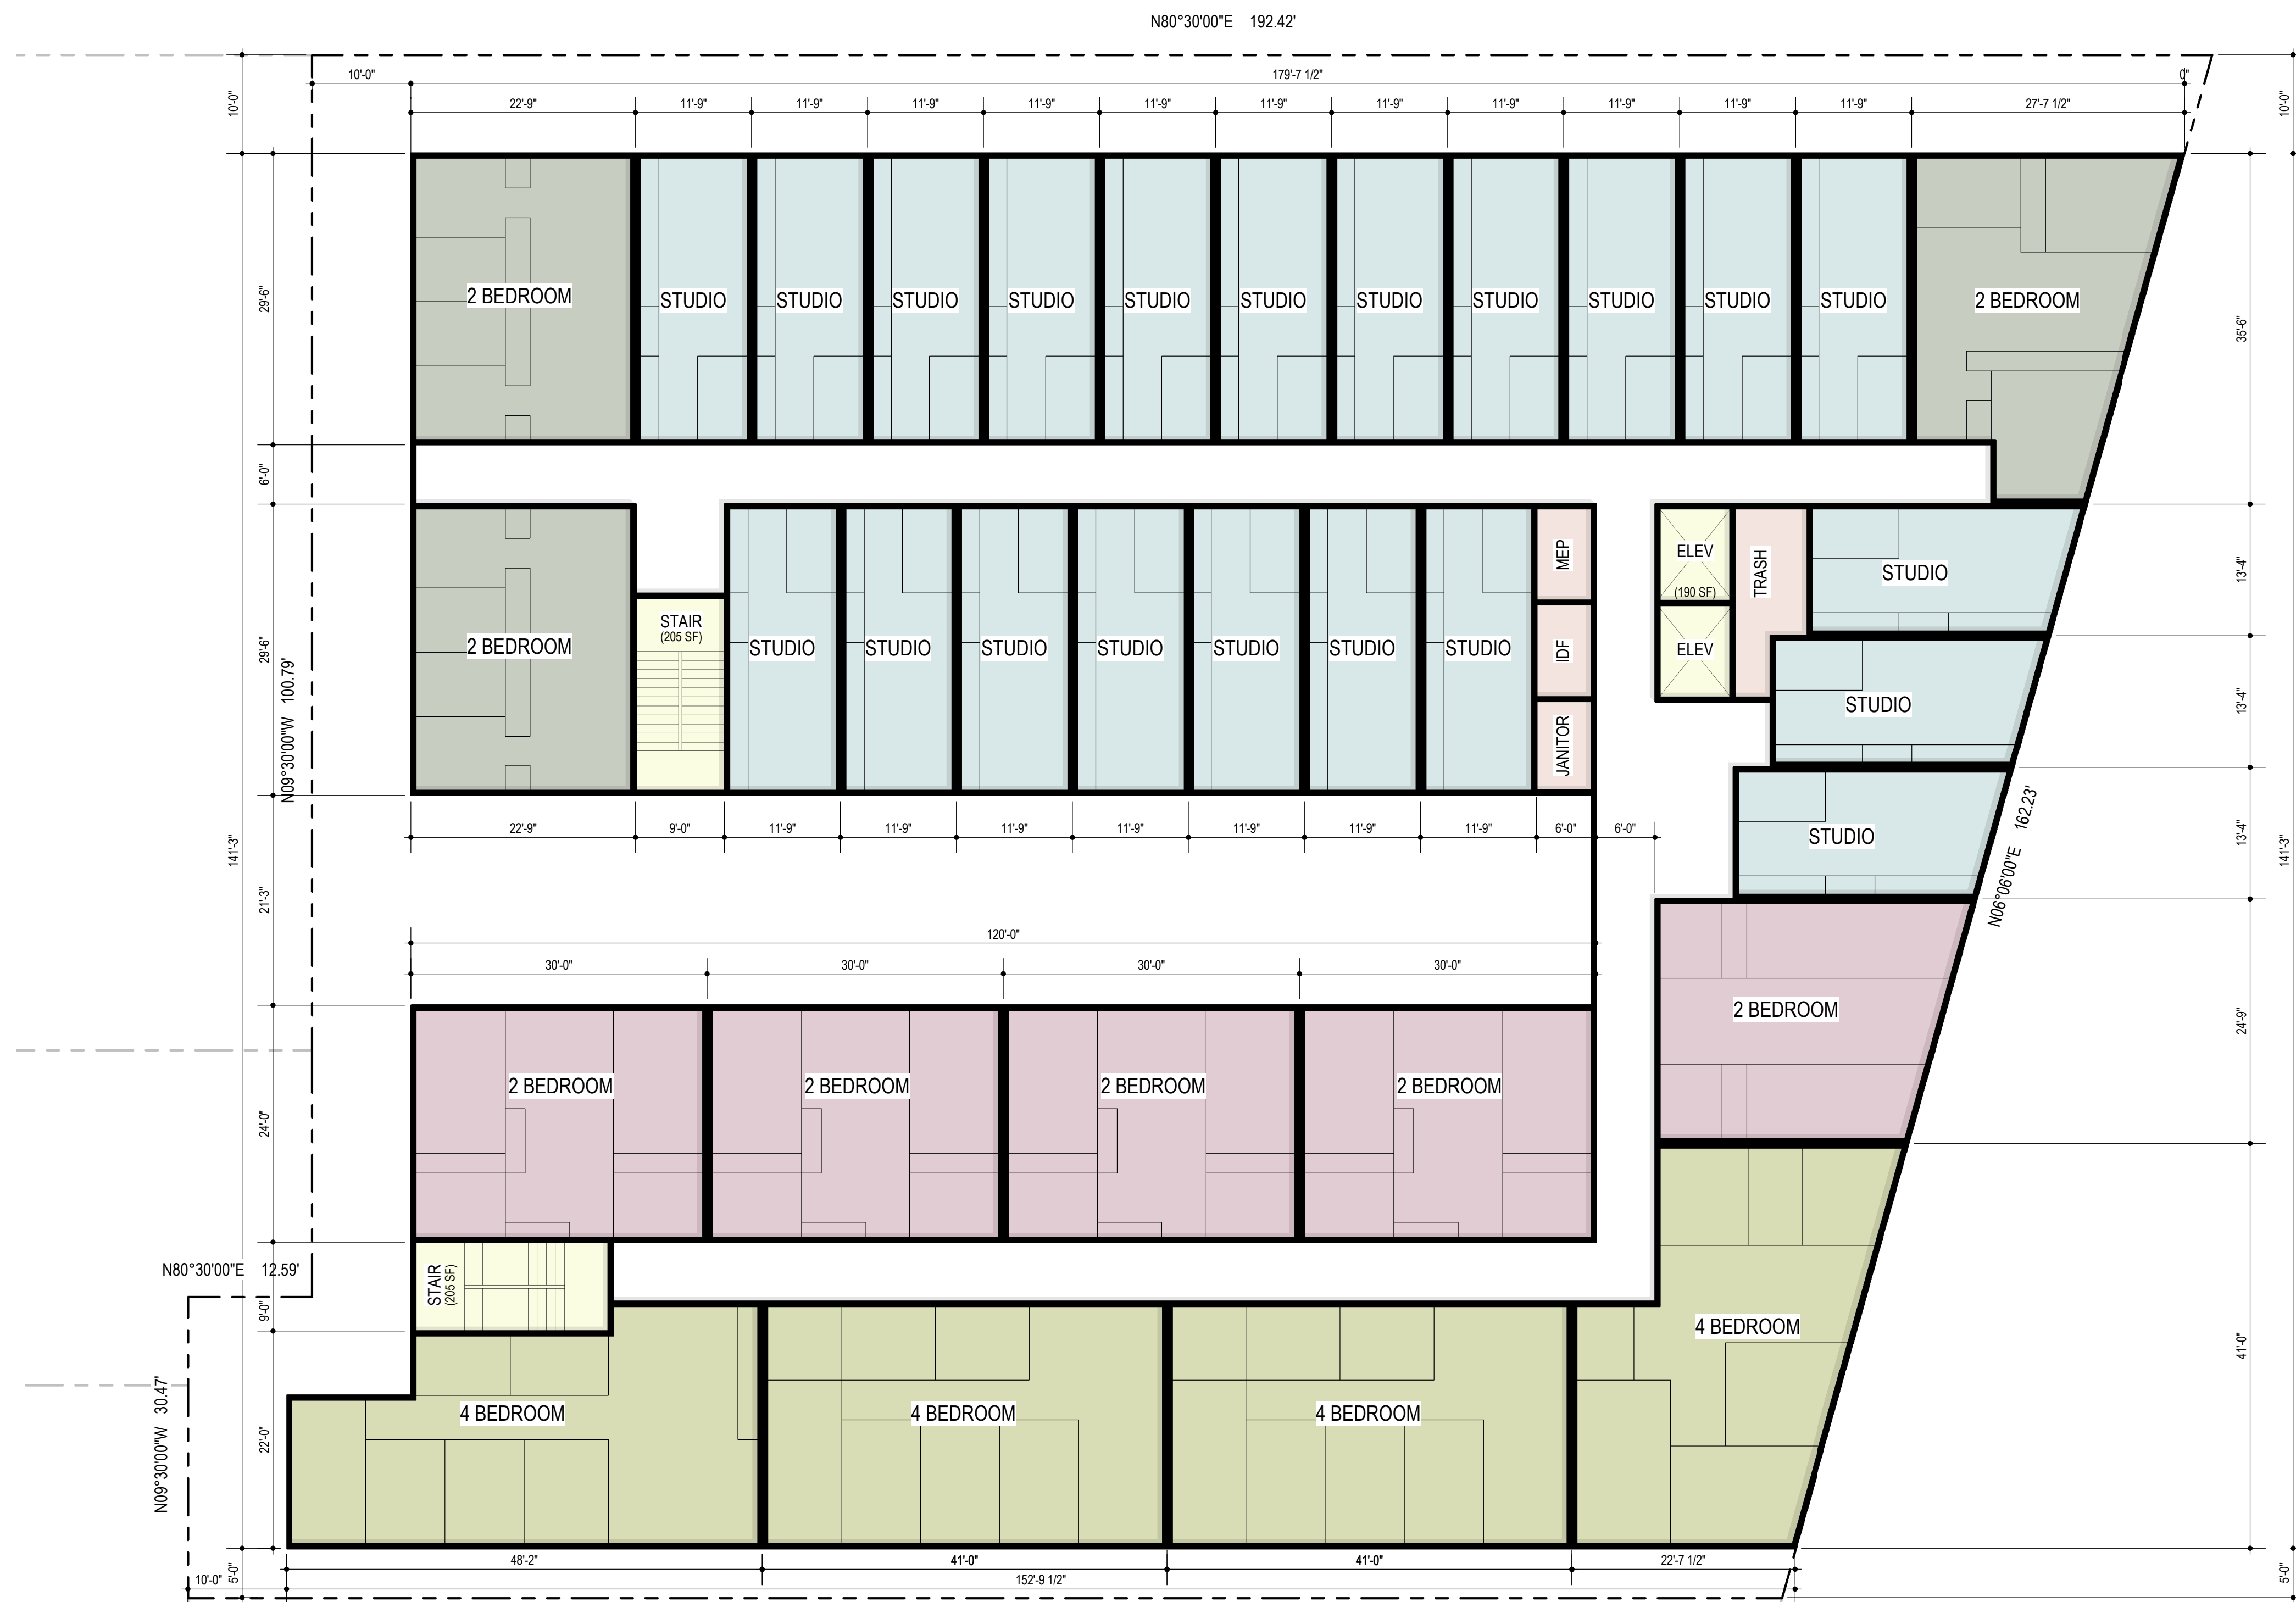 N80°30'00"E 192.42'
10'-0" 179'-7 1/2" 0"
22'-9" 11'-9" 11'-9" 11'-9" 11'-9" 11'-9" 11'-9" 11'-9" 11'-9" 11'-9" 11'-9" 11'-9" 27'-7 1/2"
10'-0"
10'-0"
2 BEDROOM STUDIO STUDIO STUDIO STUDIO STUDIO STUDIO STUDIO STUDIO STUDIO STUDIO STUDIO 2 BEDROOM
29'-6"
35'-6"
6'-0"
MEP
ELEV
(190 SF)
TRASH
STUDIO
13'-4"
STAIR
(205 SF)
2 BEDROOM STUDIO STUDIO STUDIO STUDIO STUDIO STUDIO STUDIO
IDF
ELEV
29'-6"
N09°30'00"W 100.79'
STUDIO
13'-4"
JANITOR
22'-9" 9'-0" 11'-9" 11'-9" 11'-9" 11'-9" 11'-9" 11'-9" 11'-9" 6'-0" 6'-0"
STUDIO
13'-4"
N06°06'00"E 162.23'
141'-3"
141'-3"
21'-3"
120'-0"
30'-0" 30'-0" 30'-0" 30'-0"
2 BEDROOM
24'-9"
2 BEDROOM 2 BEDROOM 2 BEDROOM 2 BEDROOM
24'-0"
N80°30'00"E 12.59'
STAIR
(205 SF)
9'-0"
4 BEDROOM
41'-0"
4 BEDROOM 4 BEDROOM 4 BEDROOM
22'-0"
N09°30'00"W 30.47'
48'-2" 41'-0" 41'-0" 22'-7 1/2"
10'-0" 152'-9 1/2"
5'-0"
5'-0"